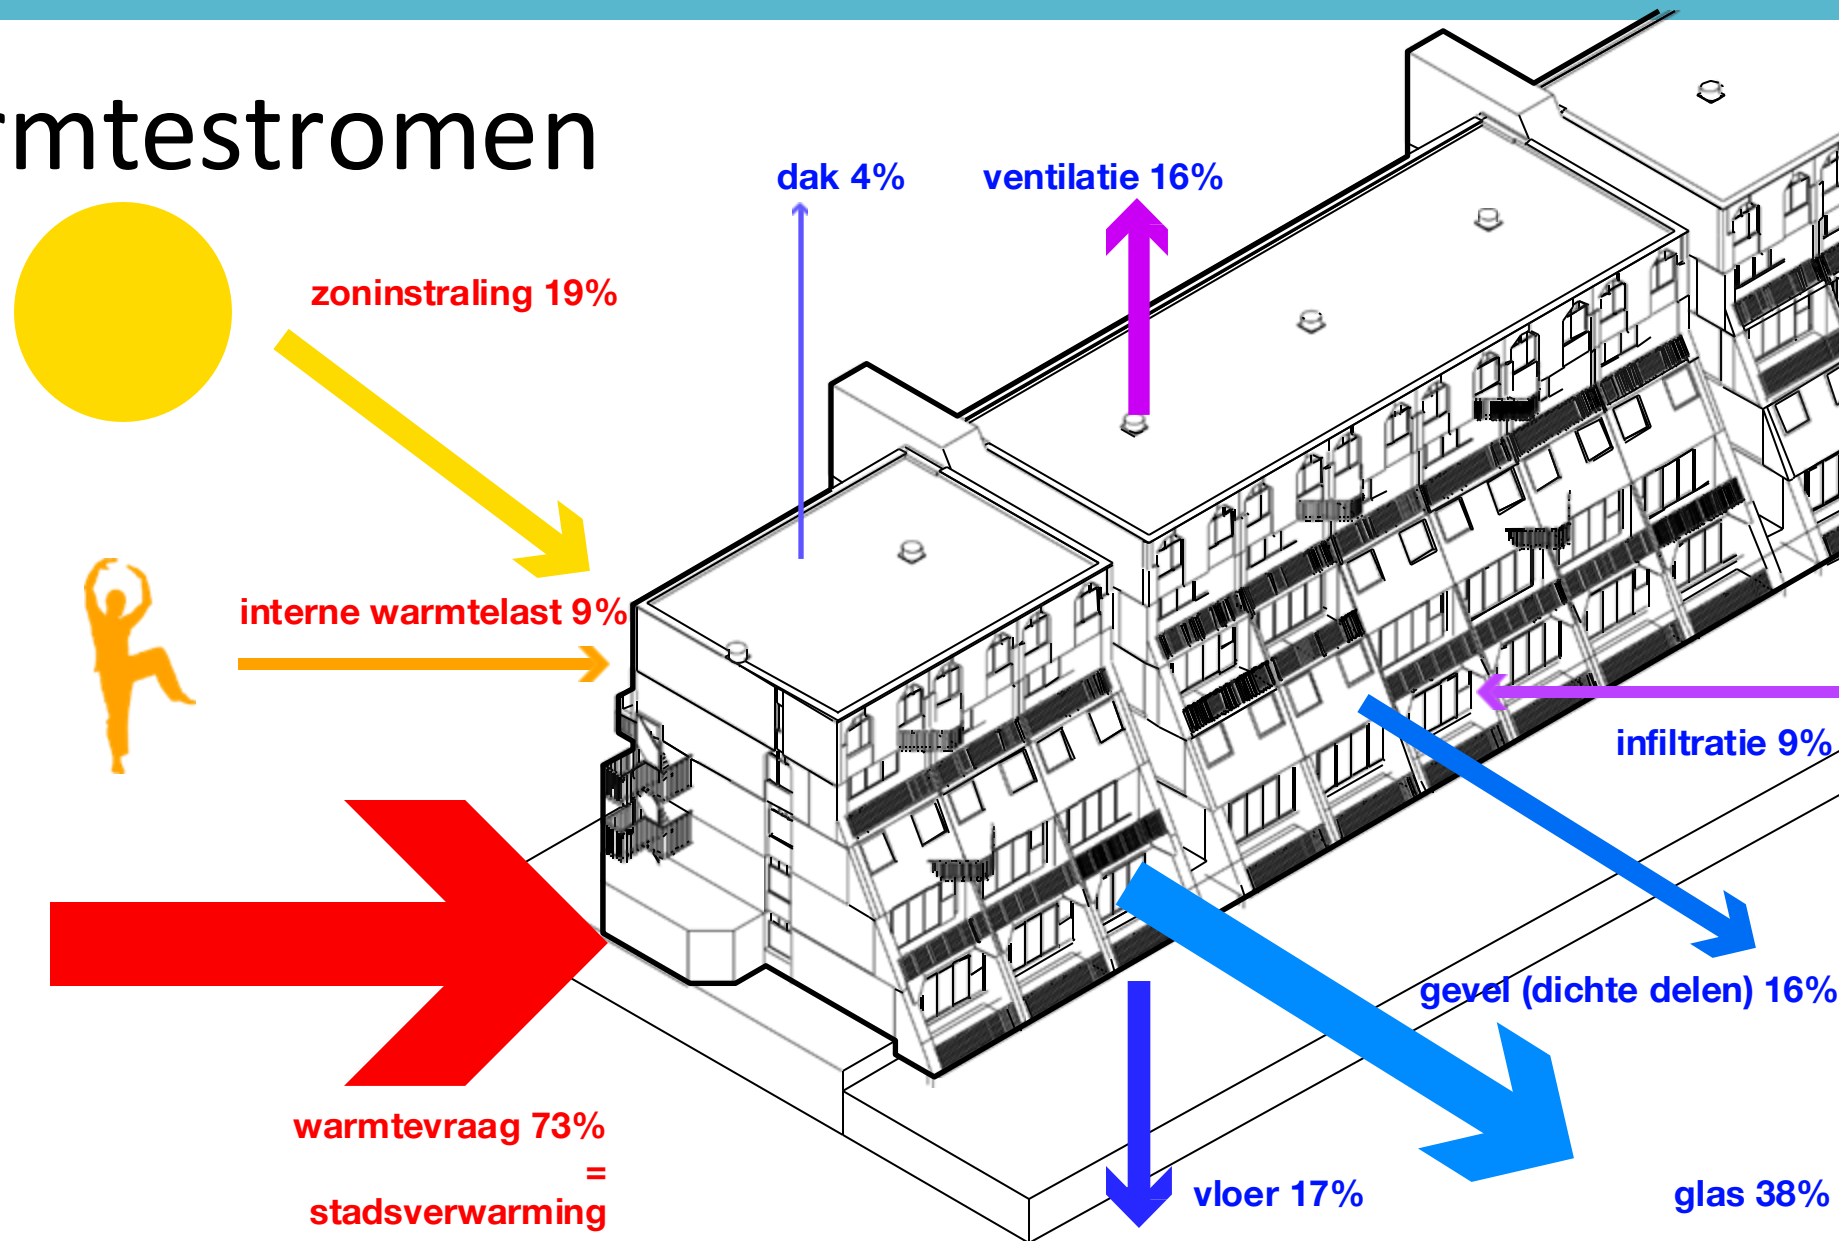 rmtestromen
dak 4%
ventilatie 16%
zoninstraling 19%
interne warmtelast 9%
infiltratie 9%
gevel (dichte delen) 16%
warmtevraag 73%
=
stadsverwarming
vloer 17%
glas 38%